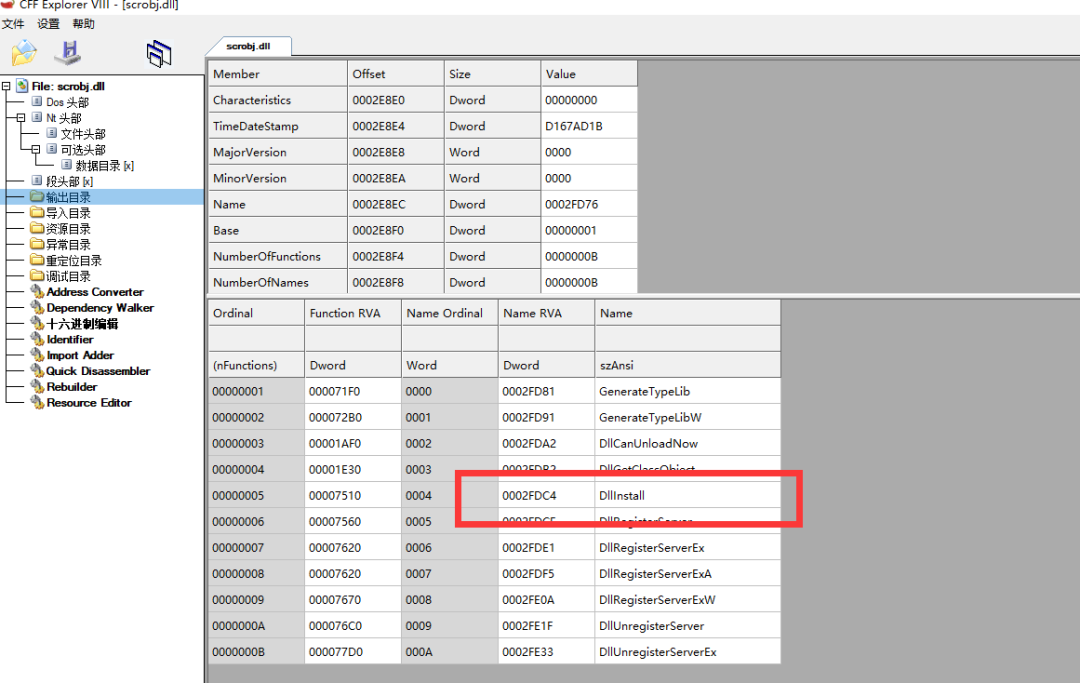 CFF Explorer VIII - [scrobj.dll]
文件 设置 帮助
File: scrobj.dll
Dos 头部
Nt 头部
文件头部
可选头部
数据目录 [x]
段头部 [x]
输出目录
导入目录
资源目录
异常目录
重定位目录
调试目录
Address Converter
Dependency Walker
十六进制编辑
Identifier
Import Adder
Quick Disassembler
Rebuilder
Resource Editor
scrobj.dll
Member Offset Size Value
Characteristics 0002E8E0 Dword 00000000
TimeDateStamp 0002E8E4 Dword D167AD1B
MajorVersion 0002E8E8 Word 0000
MinorVersion 0002E8EA Word 0000
Name 0002E8EC Dword 0002FD76
Base 0002E8F0 Dword 00000001
NumberOfFunctions 0002E8F4 Dword 0000000B
NumberOfNames 0002E8F8 Dword 0000000B
Ordinal Function RVA Name Ordinal Name RVA Name
(nFunctions) Dword Word Dword szAnsi
00000001 000071F0 0000 0002FD81 GenerateTypeLib
00000002 000072B0 0001 0002FD91 GenerateTypeLibW
00000003 00001AF0 0002 0002FDA2 DllCanUnloadNow
00000004 00001E30 0003 0002FDB2 DllGetClassObject
00000005 00007510 0004 0002FDC4 DllInstall
00000006 00007560 0005 0002FDCF DllRegisterServer
00000007 00007620 0006 0002FDE1 DllRegisterServerEx
00000008 00007620 0007 0002FDF5 DllRegisterServerExA
00000009 00007670 0008 0002FE0A DllRegisterServerExW
0000000A 000076C0 0009 0002FE1F DllUnregisterServer
0000000B 000077D0 000A 0002FE33 DllUnregisterServerEx